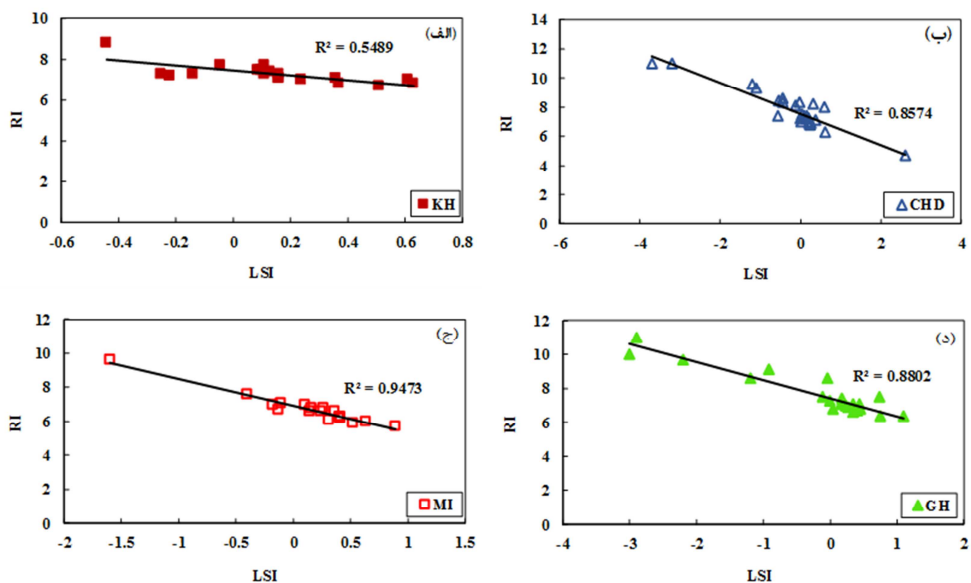 10
8
6
4
2
0
-0.6
-0.4
-0.2
0
0.2
0.4
0.6
0.8
RI
LSI
R² = 0.5489
(الف)
KH
14
12
10
8
6
4
2
0
-6
-4
-2
0
2
4
RI
LSI
R² = 0.8574
(ب)
CHD
12
10
8
6
4
2
0
-2
-1.5
-1
-0.5
0
0.5
1
1.5
RI
LSI
R² = 0.9473
(ج)
MI
12
10
8
6
4
2
0
-4
-3
-2
-1
0
1
2
RI
LSI
R² = 0.8802
(د)
GH